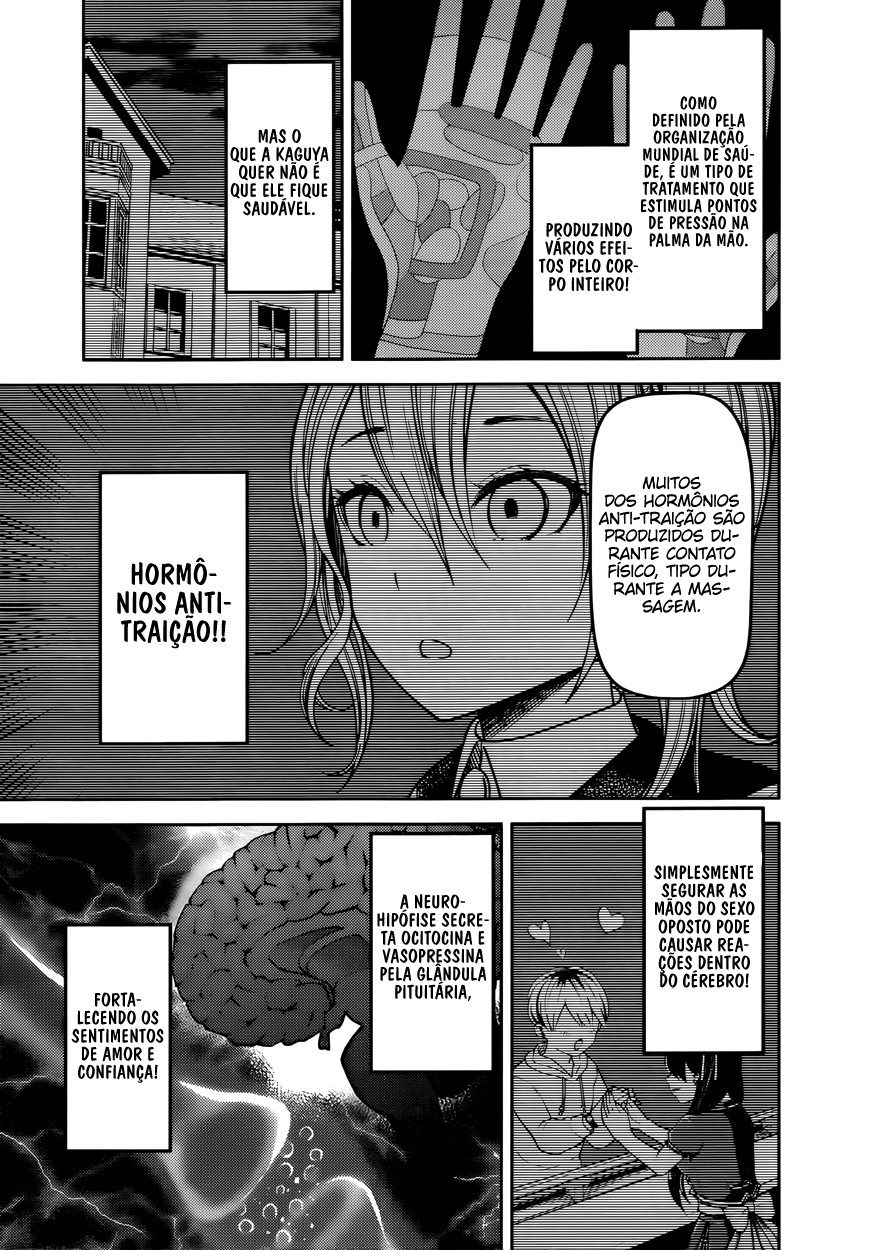 COMO
DEFINIDO PELA
ORGANIZAÇÃO
MUNDIAL DE SAÚ-
DE, É UM TIPO DE
TRATAMENTO QUE
ESTIMULA PONTOS
DE PRESSÃO NA
PALMA DA MÃO.
PRODUZINDO
VÁRIOS EFEI-
TOS PELO COR-
PO INTEIRO!
MAS O
QUE A KAGUYA
QUER NÃO É
QUE ELE FIQUE
SAUDÁVEL.
MUITOS
DOS HORMÔNIOS
ANTI-TRAIÇÃO SÃO
PRODUZIDOS DU-
RANTE CONTATO
FÍSICO, TIPO DU-
RANTE A MAS-
SAGEM.
HORMÔ-
NIOS ANTI-
TRAIÇÃO!!
SIMPLESMENTE
SEGURAR AS
MÃOS DO SEXO
OPOSTO PODE
CAUSAR REA-
ÇÕES DENTRO
DO CÉREBRO!
A NEURO-
HIPÓFISE SECRE-
TA OCITOCINA E
VASOPRESSINA
PELA GLÂNDULA
PITUITÁRIA,
FORTA-
LECENDO OS
SENTIMENTOS
DE AMOR E
CONFIANÇA!